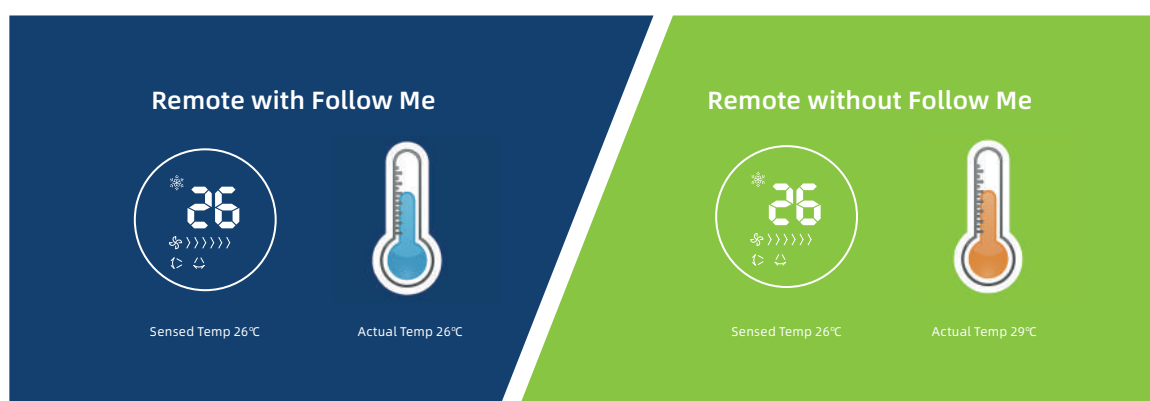 Remote with Follow Me
26
Sensed Temp 26℃
Actual Temp 26℃
Remote without Follow Me
26
Sensed Temp 26℃
Actual Temp 29℃